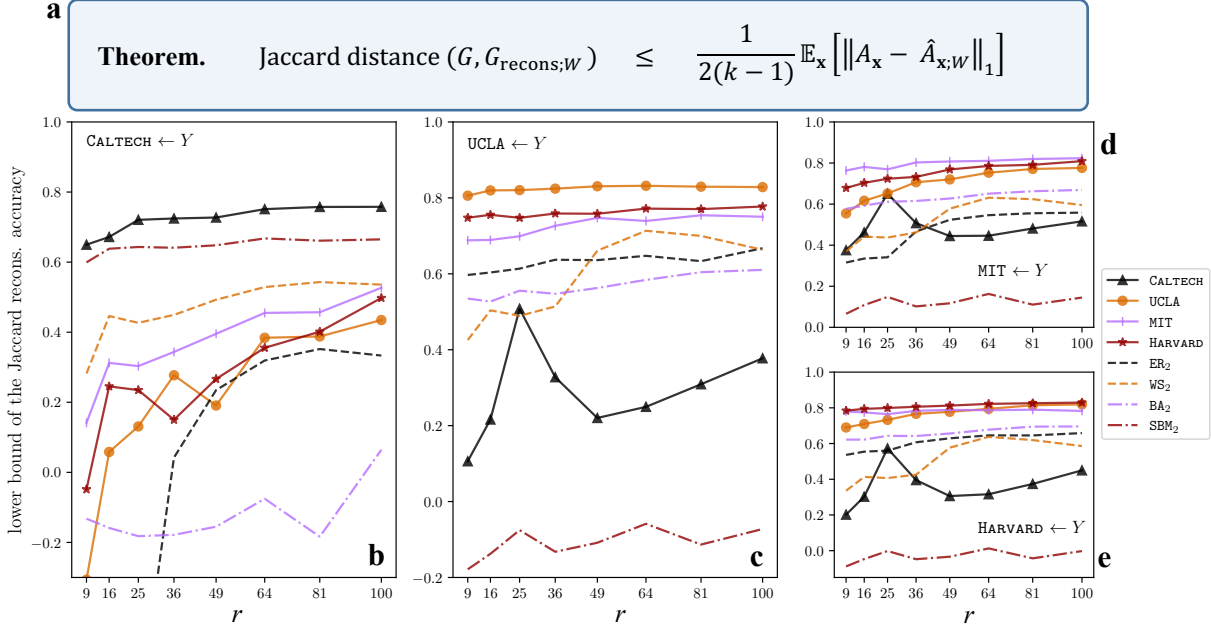 a
Theorem. Jaccard distance (G, G_recons;W) ≤ 1/2(k − 1) 𝔼_x [‖A_x − Â_x;W‖_1]
lower bound of the Jaccard recons. accuracy
CALTECH ← Y
1.0
0.8
0.6
0.4
0.2
0.0
−0.2
b
9 16 25 36 49 64 81 100
r
UCLA ← Y
1.0
0.8
0.6
0.4
0.2
0.0
−0.2
c
9 16 25 36 49 64 81 100
r
d
1.0
0.8
0.6
0.4
0.2
0.0
MIT ← Y
9 16 25 36 49 64 81 100
1.0
0.8
0.6
0.4
0.2
0.0
HARVARD ← Y
e
9 16 25 36 49 64 81 100
r
CALTECH
UCLA
MIT
HARVARD
ER₂
WS₂
BA₂
SBM₂